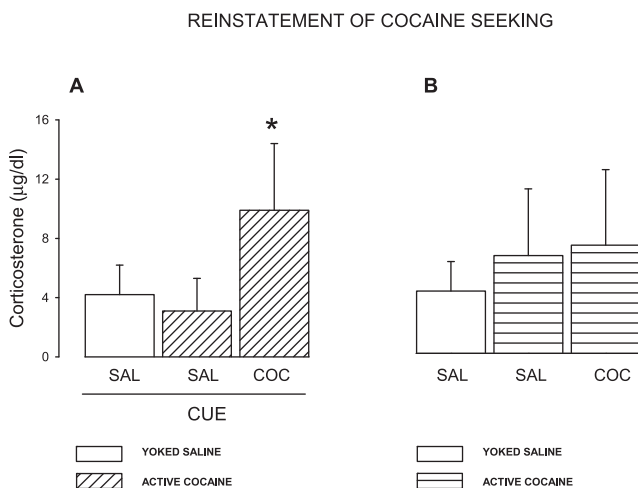 REINSTATEMENT OF COCAINE SEEKING
A
B
Corticosterone (µg/dl)
16
12
8
4
0
*
SAL SAL COC
CUE
SAL SAL COC
YOKED SALINE
ACTIVE COCAINE
YOKED SALINE
ACTIVE COCAINE